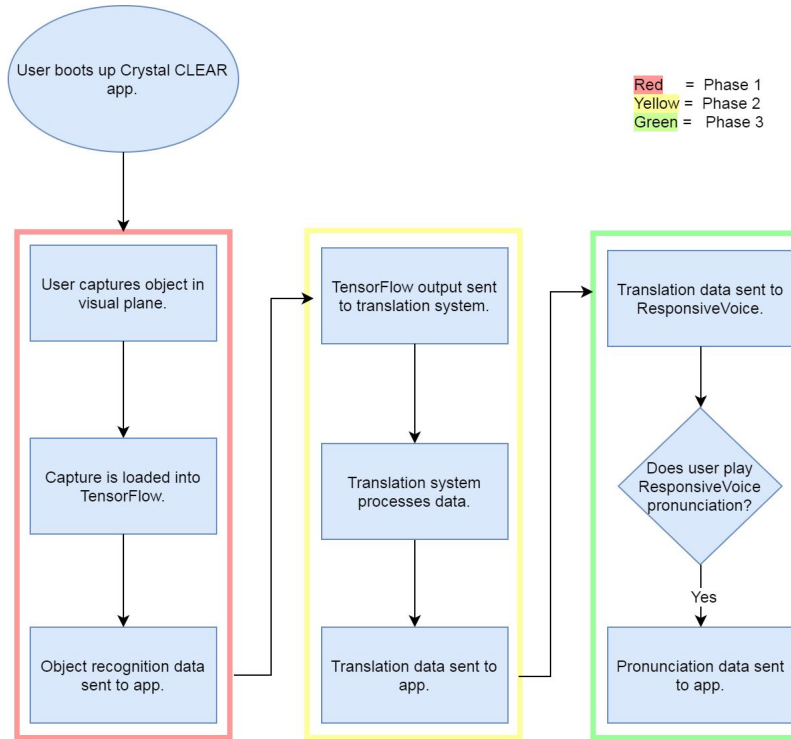 User boots up Crystal CLEAR
app.
Red = Phase 1
Yellow = Phase 2
Green = Phase 3
User captures object in
visual plane.
Capture is loaded into
TensorFlow.
Object recognition data
sent to app.
TensorFlow output sent
to translation system.
Translation system
processes data.
Translation data sent to
app.
Translation data sent to
ResponsiveVoice.
Does user play
ResponsiveVoice
pronunciation?
Yes
Pronunciation data sent
to app.